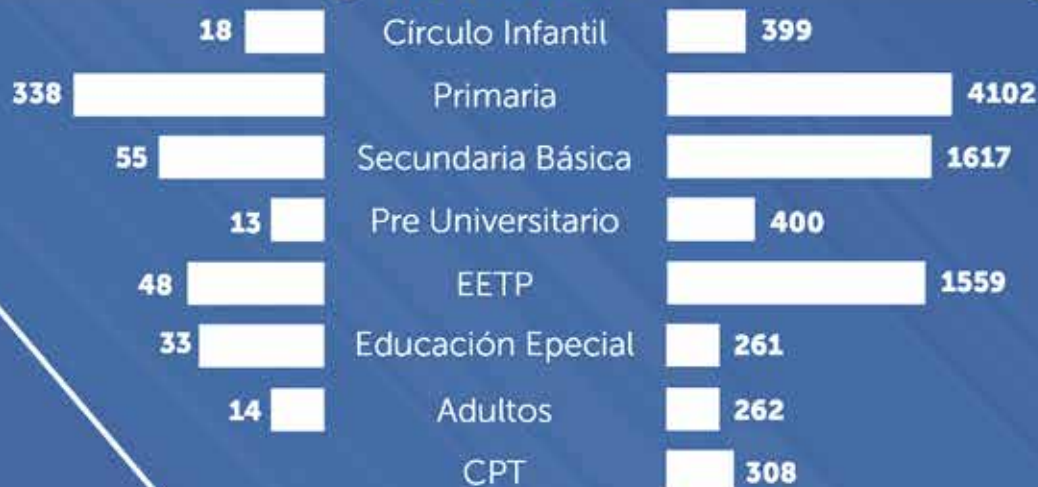 18 Círculo Infantil 399
338 Primaria 4102
55 Secundaria Básica 1617
13 Pre Universitario 400
48 EETP 1559
33 Educación Epecial 261
14 Adultos 262
CPT 308